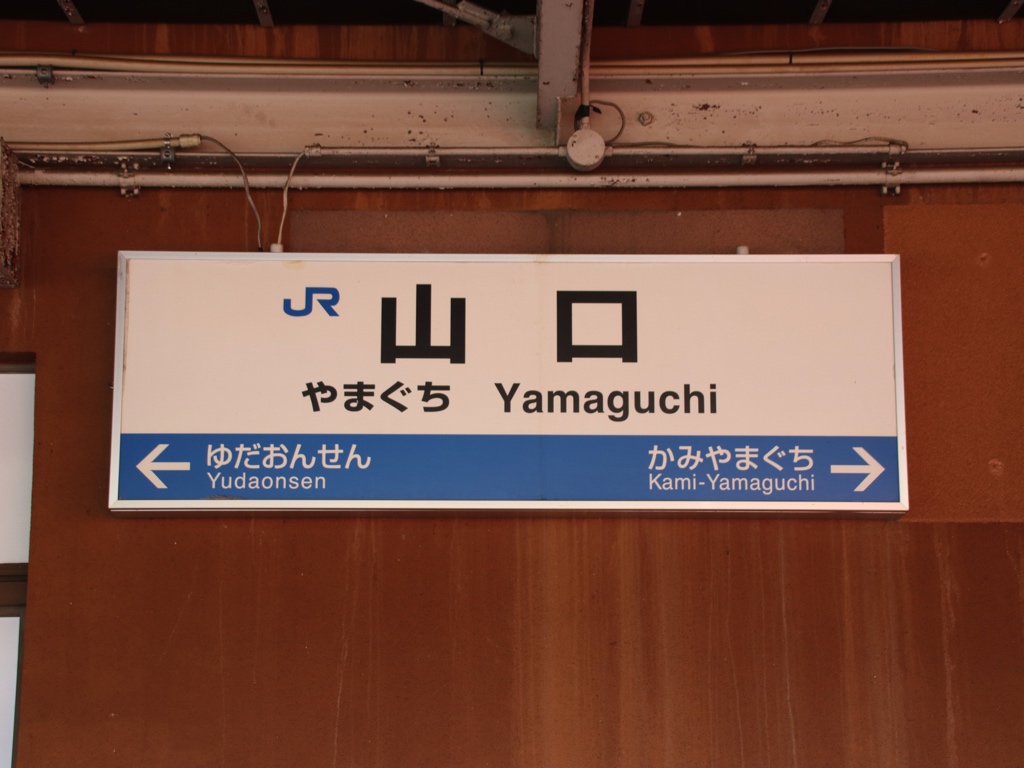 JR 山口
やまぐち Yamaguchi
← ゆだおんせん
Yudaonsen
かみやまぐち →
Kami-Yamaguchi